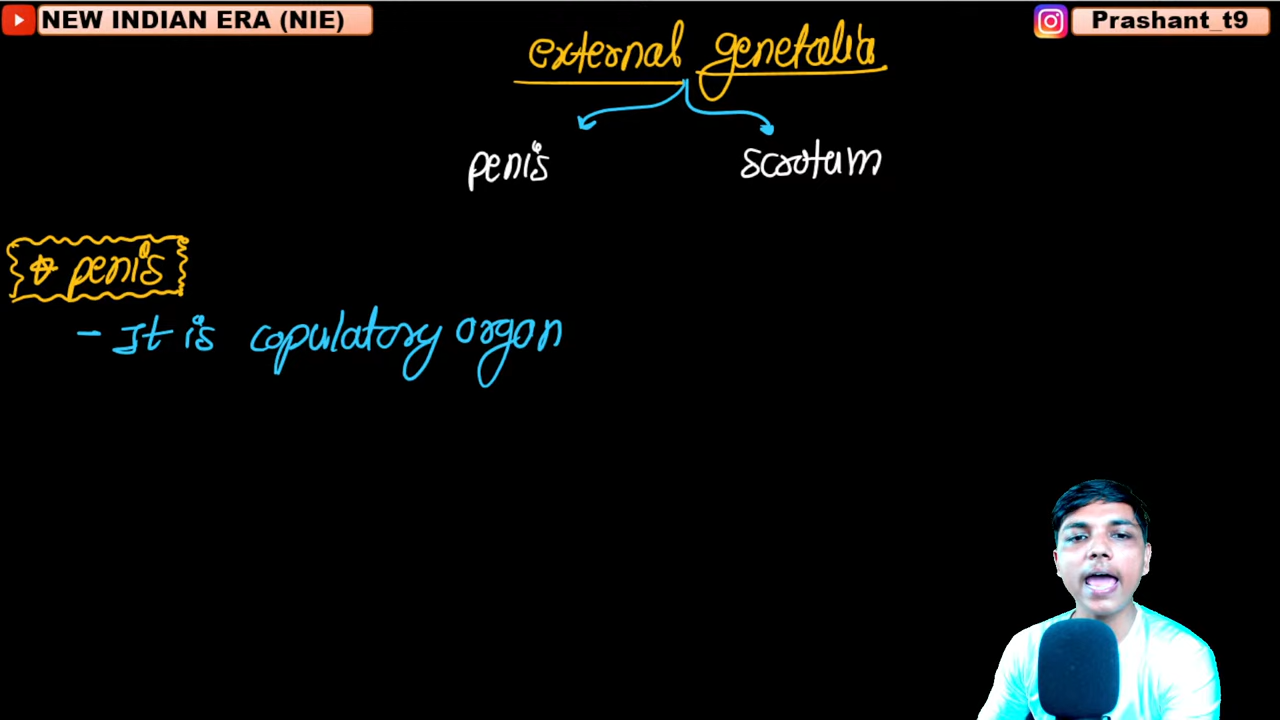 NEW INDIAN ERA (NIE)
Prashant_t9
external genetalia
penis
scrotum
penis
- It is copulatory organ